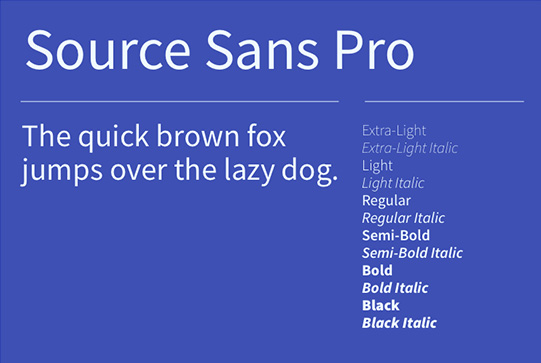 Source Sans Pro
The quick brown fox
jumps over the lazy dog.
Extra-Light
Extra-Light Italic
Light
Light Italic
Regular
Regular Italic
Semi-Bold
Semi-Bold Italic
Bold
Bold Italic
Black
Black Italic